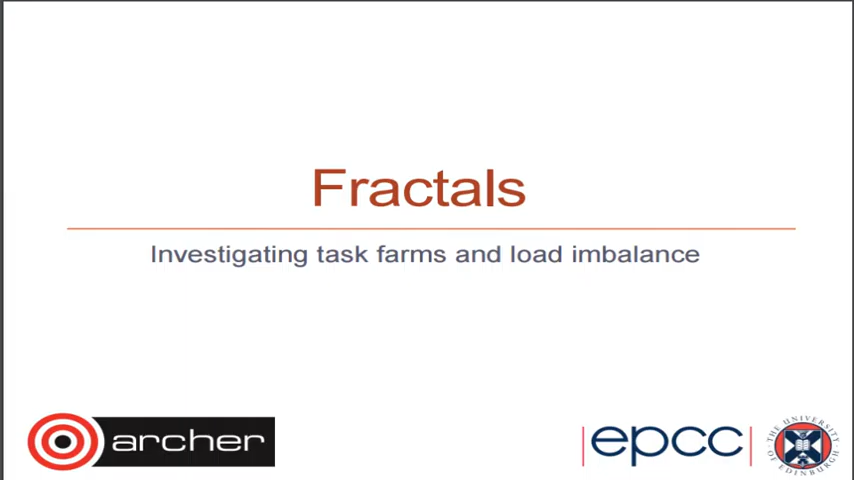 Fractals
Investigating task farms and load imbalance
archer
epcc
THE UNIVERSITY OF EDINBURGH